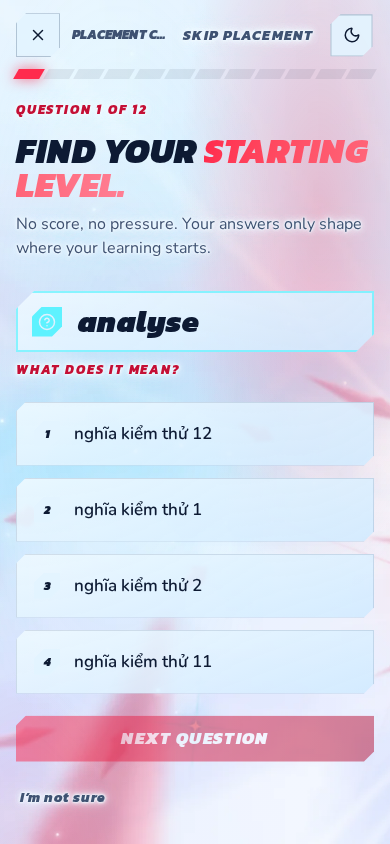 PLACEMENT C... SKIP PLACEMENT
QUESTION 1 OF 12
FIND YOUR STARTING
LEVEL.
No score, no pressure. Your answers only shape
where your learning starts.
analyse
WHAT DOES IT MEAN?
1 nghĩa kiểm thử 12
2 nghĩa kiểm thử 1
3 nghĩa kiểm thử 2
4 nghĩa kiểm thử 11
NEXT QUESTION
I'm not sure